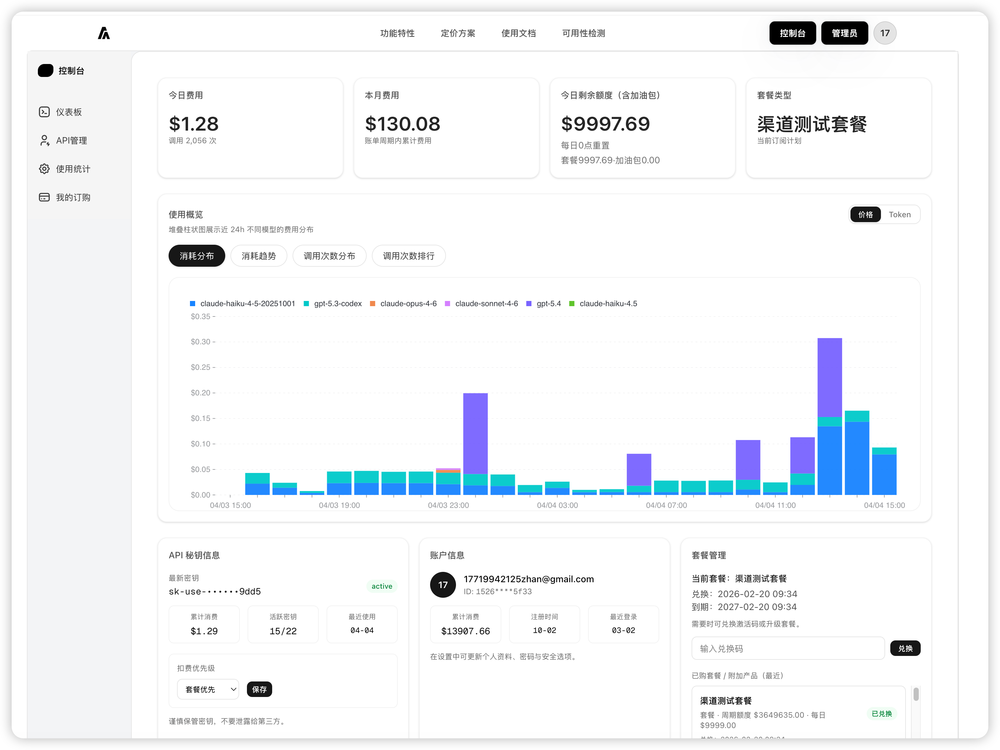 功能特性
定价方案
使用文档
可用性检测
控制台
管理员
17
控制台
仪表板
API管理
使用统计
我的订购
今日费用
$1.28
调用 2,056 次
本月费用
$130.08
账单周期内累计费用
今日剩余额度（含加油包）
$9997.69
每日0点重置
套餐9997.69·加油包0.00
套餐类型
渠道测试套餐
当前订阅计划
使用概览
堆叠柱状图展示近 24h 不同模型的费用分布
价格
Token
消耗分布
消耗趋势
调用次数分布
调用次数排行
claude-haiku-4-5-20251001
gpt-5.3-codex
claude-opus-4-6
claude-sonnet-4-6
gpt-5.4
claude-haiku-4.5
$0.35
$0.30
$0.25
$0.20
$0.15
$0.10
$0.05
$0.00
04/03 15:00
04/03 19:00
04/03 23:00
04/04 03:00
04/04 07:00
04/04 11:00
04/04 15:00
API 秘钥信息
最新密钥
sk-use-••••••9dd5
active
累计消费
$1.29
活跃密钥
15/22
最近使用
04-04
扣费优先级
套餐优先
保存
谨慎保管密钥，不要泄露给第三方。
账户信息
17
17719942125zhan@gmail.com
ID: 1526****5f33
累计消费
$13907.66
注册时间
10-02
最近登录
03-02
在设置中可更新个人资料、密码与安全选项。
套餐管理
当前套餐：渠道测试套餐
兑换：2026-02-20 09:34
到期：2027-02-20 09:34
需要时可兑换激活码或升级套餐。
输入兑换码
兑换
已购套餐 / 附加产品（最近）
渠道测试套餐
套餐 · 周期额度 $3649635.00 · 每日
$9999.00
已兑换